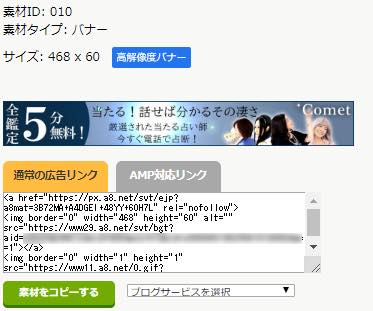 素材ID: 010
素材タイプ: バナー
サイズ: 468 x 60 高解像度バナー
全鑑定 5分無料! 当たる！話せば分かるその凄さ Comet
厳選された当たる占い師
今すぐ電話で占断！
通常の広告リンク AMP対応リンク
<a href="https://px.a8.net/svt/ejp?
a8mat=3B72MA+A4DGEI+48YY+60H7L" rel="nofollow">
<img border="0" width="468" height="60" alt=""
src="https://www29.a8.net/svt/bgt?
aid=
=1"></a>
<img border="0" width="1" height="1"
src="https://www11.a8.net/0.gif?
素材をコピーする ブログサービスを選択